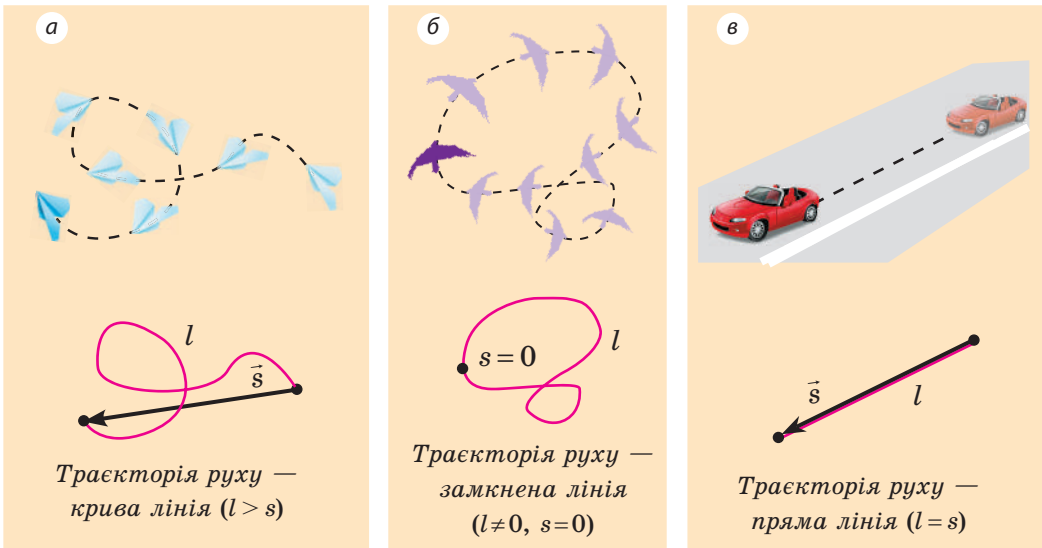 а
l
s⃗
Траєкторія руху —
крива лінія (l > s)
б
s = 0
l
Траєкторія руху —
замкнена лінія
(l≠0, s=0)
в
s⃗
l
Траєкторія руху —
пряма лінія (l = s)